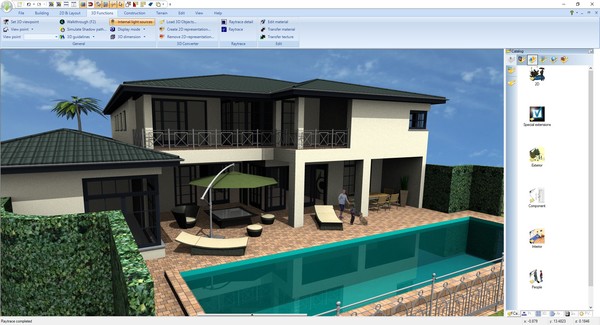 File Building 2D & Layout 3D Functions Construction Terrain Edit View Help
Set 3D viewpoint Walkthrough (F5) Internal light sources Load 3D Objects... Raytrace detail Edit material
View point Simulate shadow path... Display mode Create 2D representation... Raytrace Transfer material
View point 3D guidelines 3D dimension Remove 2D representation... Transfer texture
General 2D Converter Raytrace Edit
Catalog
2D
Special extensions
Exterior
Component
Interior
People
Raytrace completed